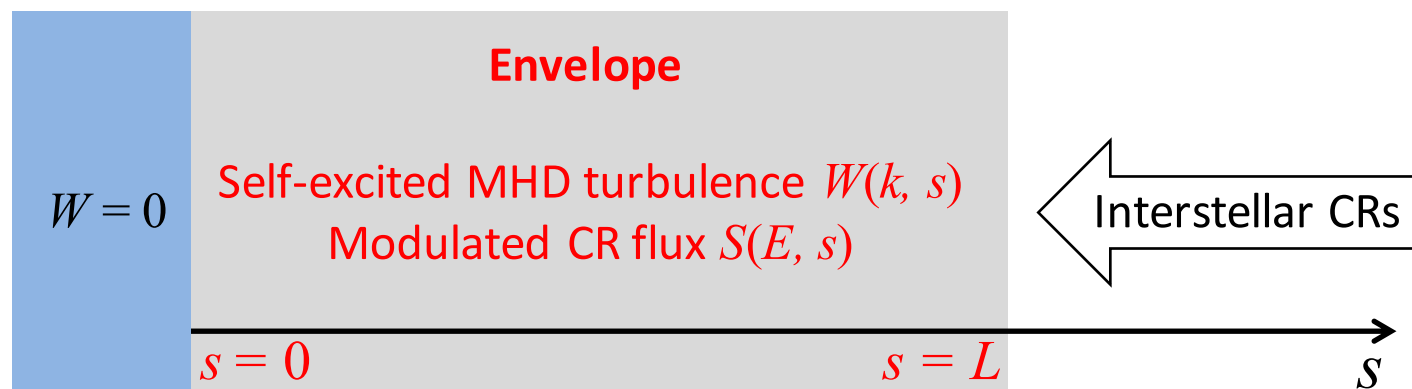 Envelope
Self-excited MHD turbulence W(k, s)
W = 0
Modulated CR flux S(E, s)
Interstellar CRs
s = 0
s = L
s